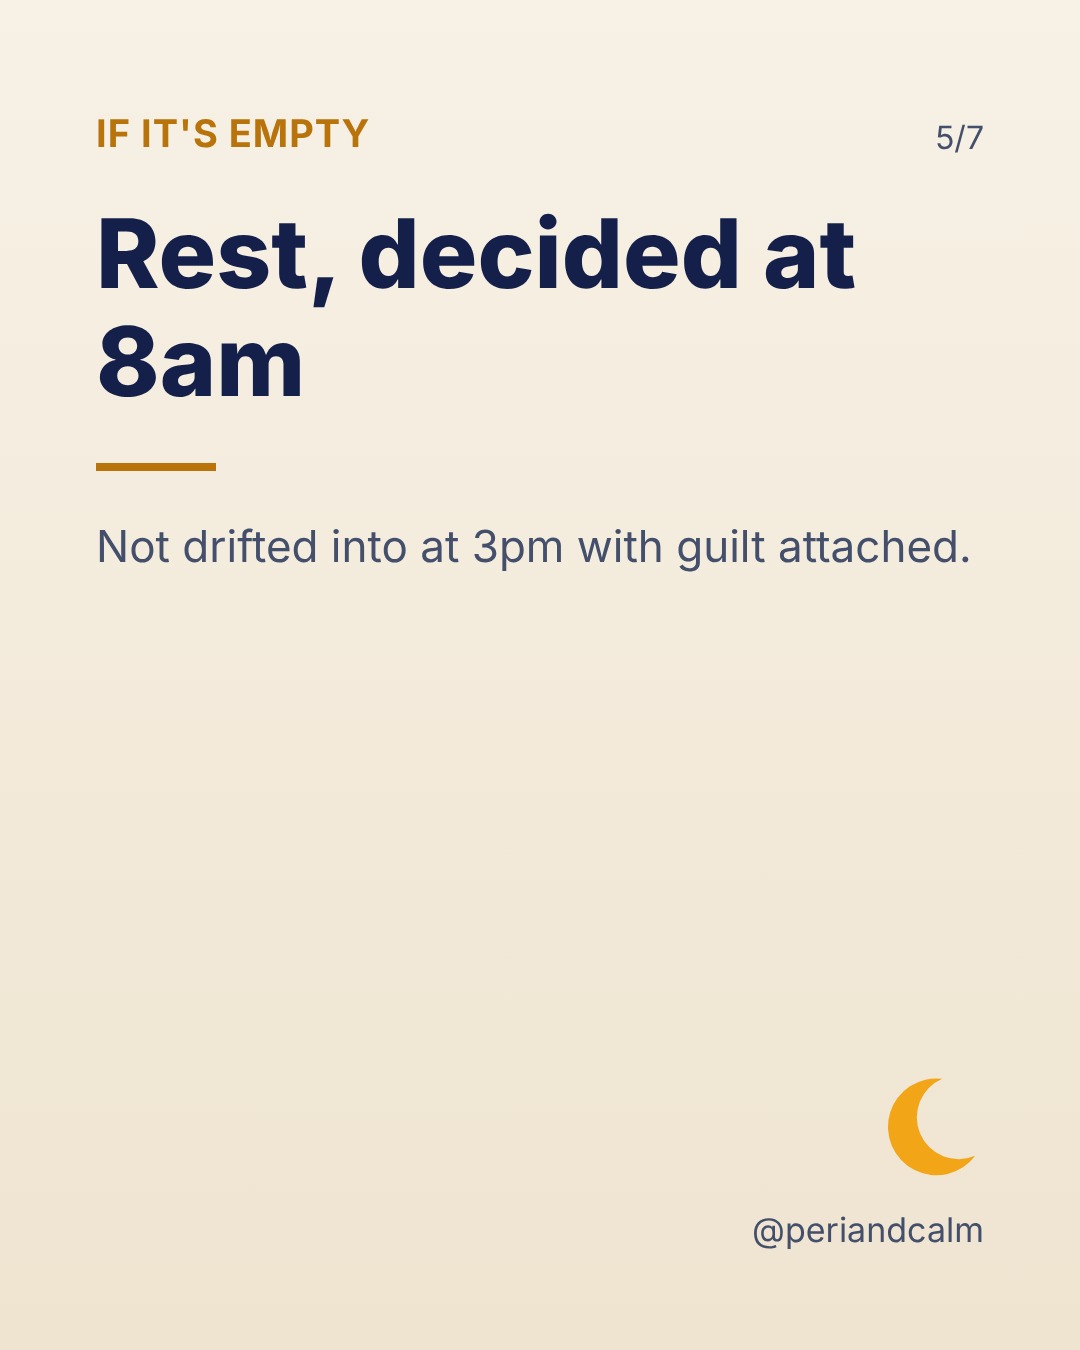 IF IT'S EMPTY
5/7
Rest, decided at
8am
Not drifted into at 3pm with guilt attached.
@periandcalm